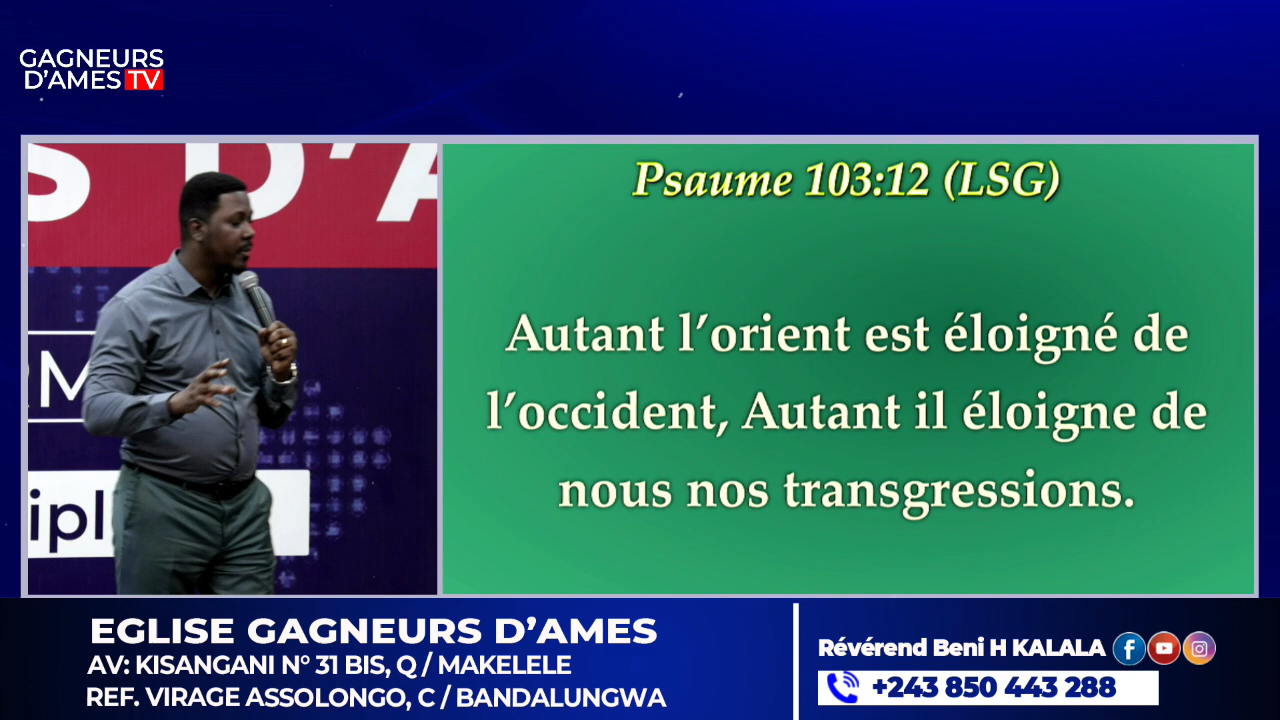 GAGNEURS
D'AMES TV
S D'A
RM
ipl
Psaume 103:12 (LSG)
Autant l'orient est éloigné de
l'occident, Autant il éloigne de
nous nos transgressions.
EGLISE GAGNEURS D'AMES
AV: KISANGANI N° 31 BIS, Q / MAKELELE
REF. VIRAGE ASSOLONGO, C / BANDALUNGWA
Révérend Beni H KALALA
+243 850 443 288